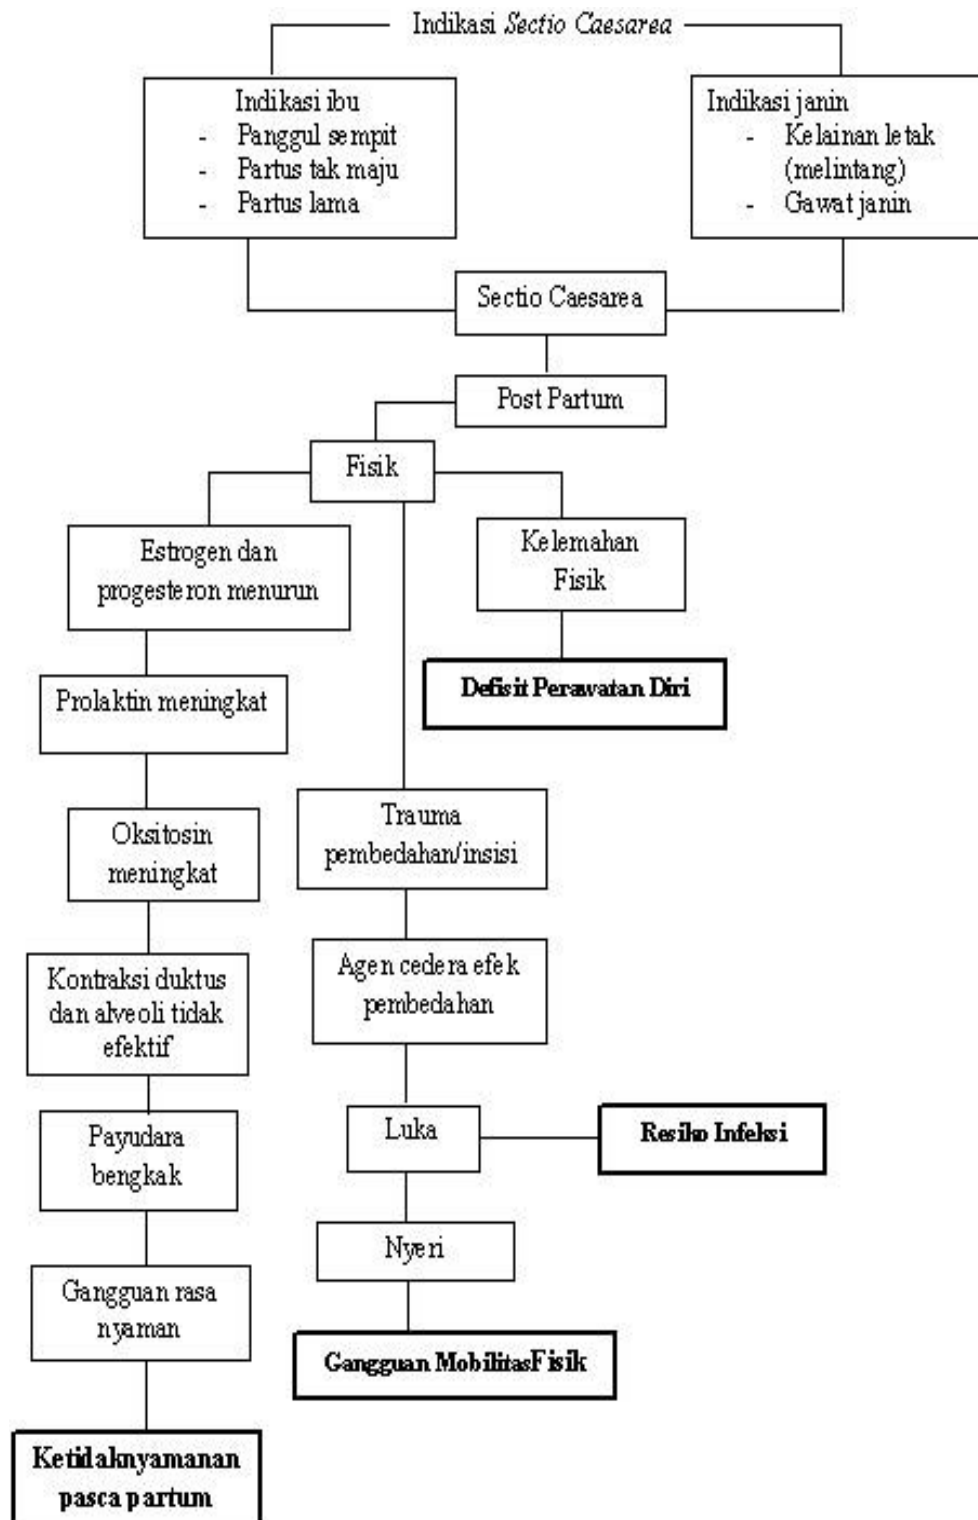 Indikasi Sectio Caesarea
Indikasi ibu
- Panggul sempit
- Partus tak maju
- Partus lama
Indikasi janin
- Kelainan letak
(melintang)
- Gawat janin
Sectio Caesarea
Post Partum
Fisik
Estrogen dan
progesteron menurun
Kelemahan
Fisik
Defisit Perawatan Diri
Prolaktin meningkat
Oksitosin
meningkat
Trauma
pembedahan/insisi
Kontraksi duktus
dan alveoli tidak
efektif
Agen cedera efek
pembedahan
Payudara
bengkak
Luka
Resiko Infeksi
Nyeri
Gangguan rasa
nyaman
Gangguan MobilitasFisik
Ketidaknyamanan
pasca partum